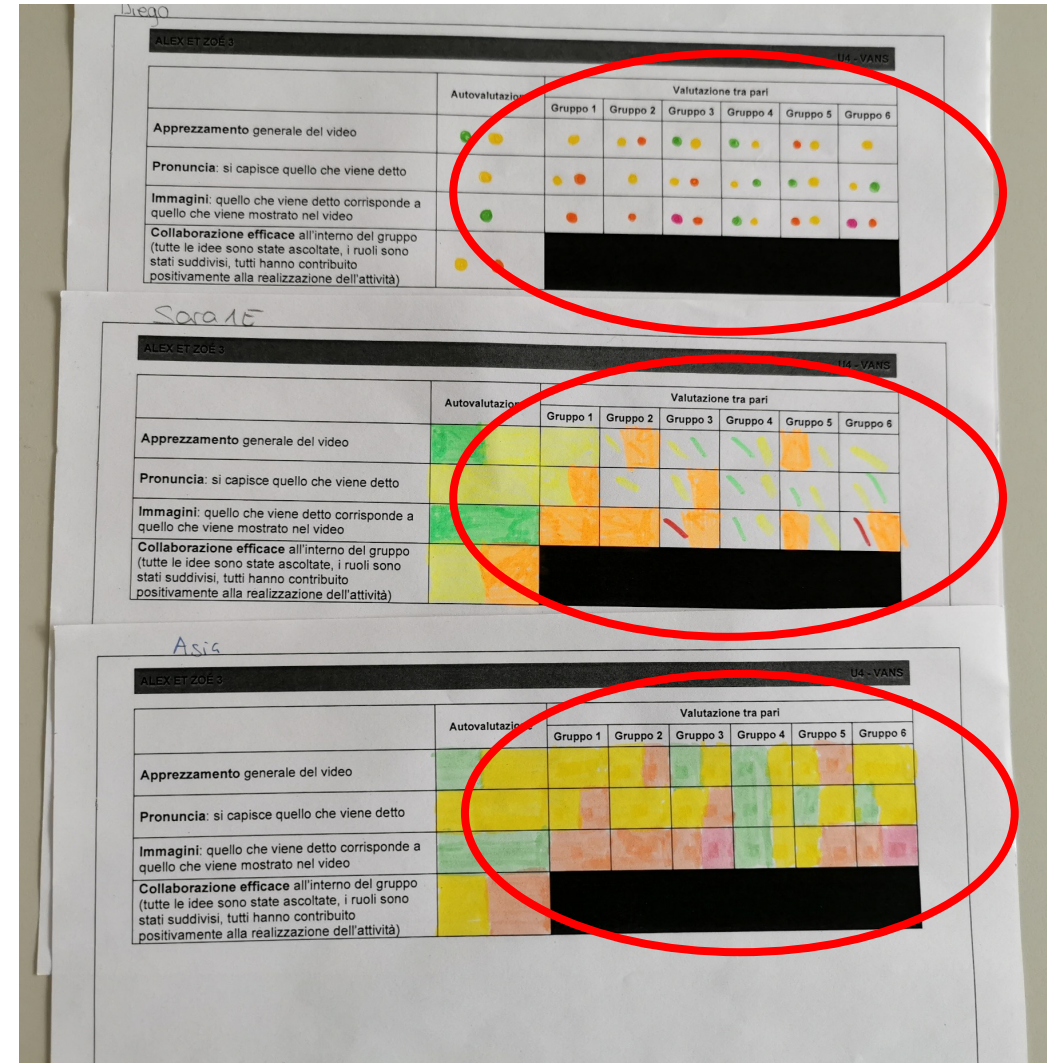 Diego
ALEX ET ZOÉ 3 U4 - VANS
Autovalutazione Valutazione tra pari
Gruppo 1 Gruppo 2 Gruppo 3 Gruppo 4 Gruppo 5 Gruppo 6
Apprezzamento generale del video
Pronuncia: si capisce quello che viene detto
Immagini: quello che viene detto corrisponde a
quello che viene mostrato nel video
Collaborazione efficace all'interno del gruppo
(tutte le idee sono state ascoltate, i ruoli sono
stati suddivisi, tutti hanno contribuito
positivamente alla realizzazione dell'attività)
Sara 1E
ALEX ET ZOÉ 3 U4 - VANS
Autovalutazione Valutazione tra pari
Gruppo 1 Gruppo 2 Gruppo 3 Gruppo 4 Gruppo 5 Gruppo 6
Apprezzamento generale del video
Pronuncia: si capisce quello che viene detto
Immagini: quello che viene detto corrisponde a
quello che viene mostrato nel video
Collaborazione efficace all'interno del gruppo
(tutte le idee sono state ascoltate, i ruoli sono
stati suddivisi, tutti hanno contribuito
positivamente alla realizzazione dell'attività)
Asia
ALEX ET ZOÉ 3 U4 - VANS
Autovalutazione Valutazione tra pari
Gruppo 1 Gruppo 2 Gruppo 3 Gruppo 4 Gruppo 5 Gruppo 6
Apprezzamento generale del video
Pronuncia: si capisce quello che viene detto
Immagini: quello che viene detto corrisponde a
quello che viene mostrato nel video
Collaborazione efficace all'interno del gruppo
(tutte le idee sono state ascoltate, i ruoli sono
stati suddivisi, tutti hanno contribuito
positivamente alla realizzazione dell'attività)